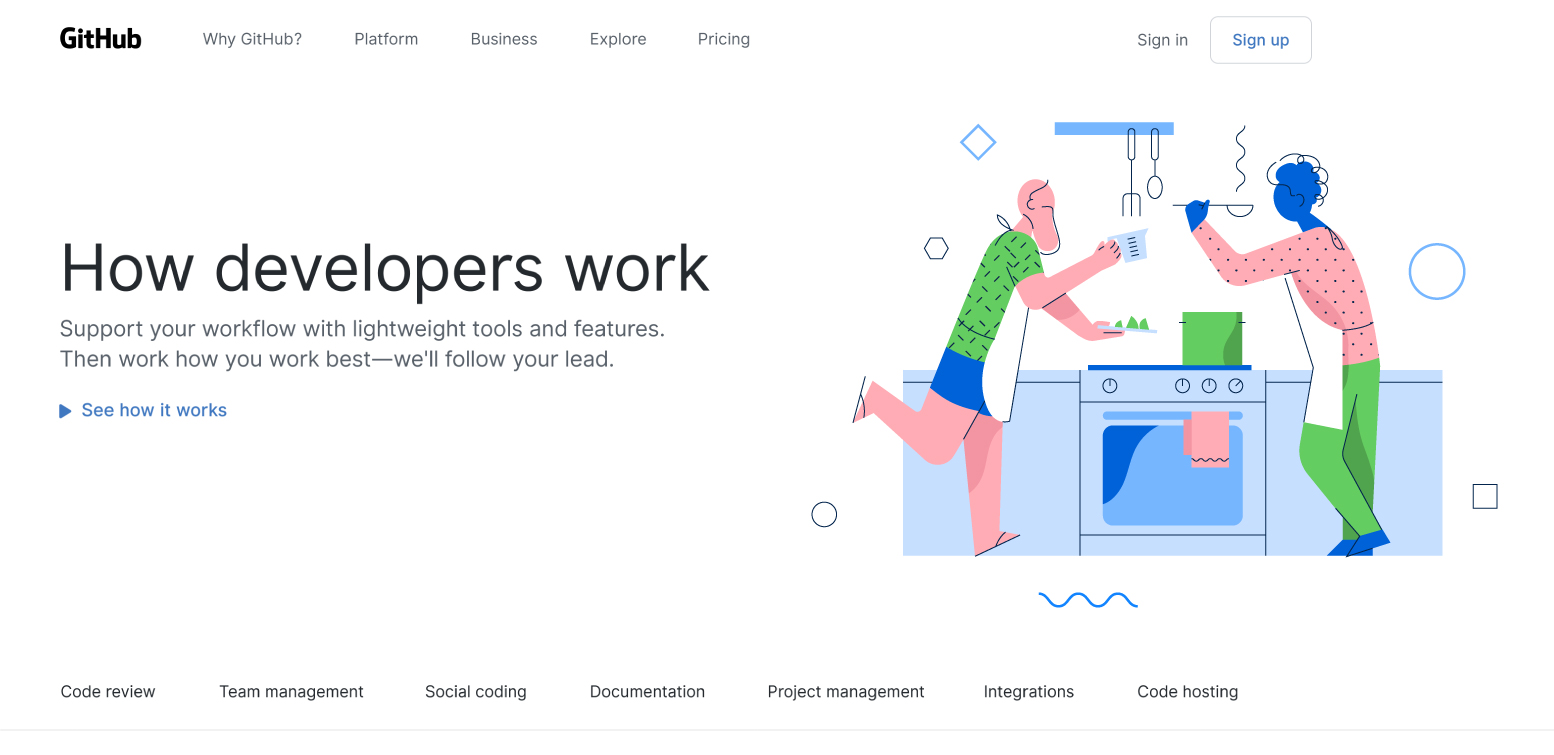 GitHub
Why GitHub?
Platform
Business
Explore
Pricing
Sign in
Sign up
How developers work
Support your workflow with lightweight tools and features.
Then work how you work best—we'll follow your lead.
See how it works
Code review
Team management
Social coding
Documentation
Project management
Integrations
Code hosting